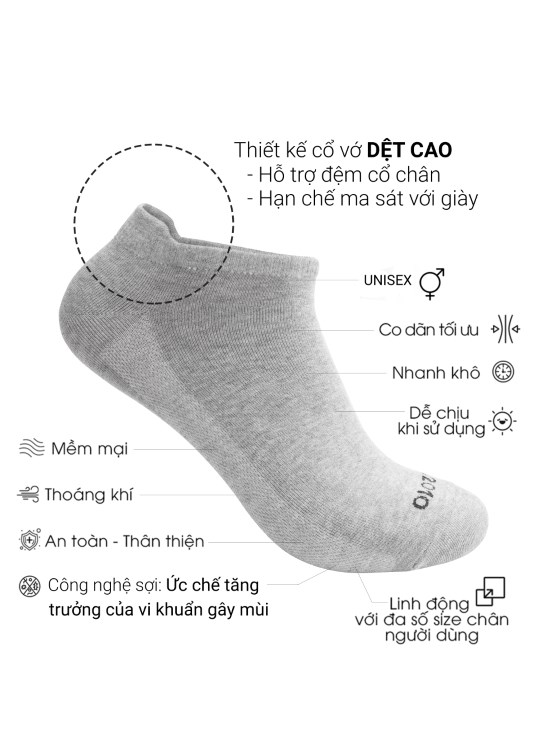 Thiết kế cổ vớ DỆT CAO
- Hỗ trợ đệm cổ chân
- Hạn chế ma sát với giày
UNISEX
Co dãn tối ưu
Nhanh khô
Dễ chịu
khi sử dụng
2010
Mềm mại
Thoáng khí
An toàn - Thân thiện
Công nghệ sợi: Ức chế tăng
trưởng của vi khuẩn gây mùi
Linh động
với đa số size chân
người dùng